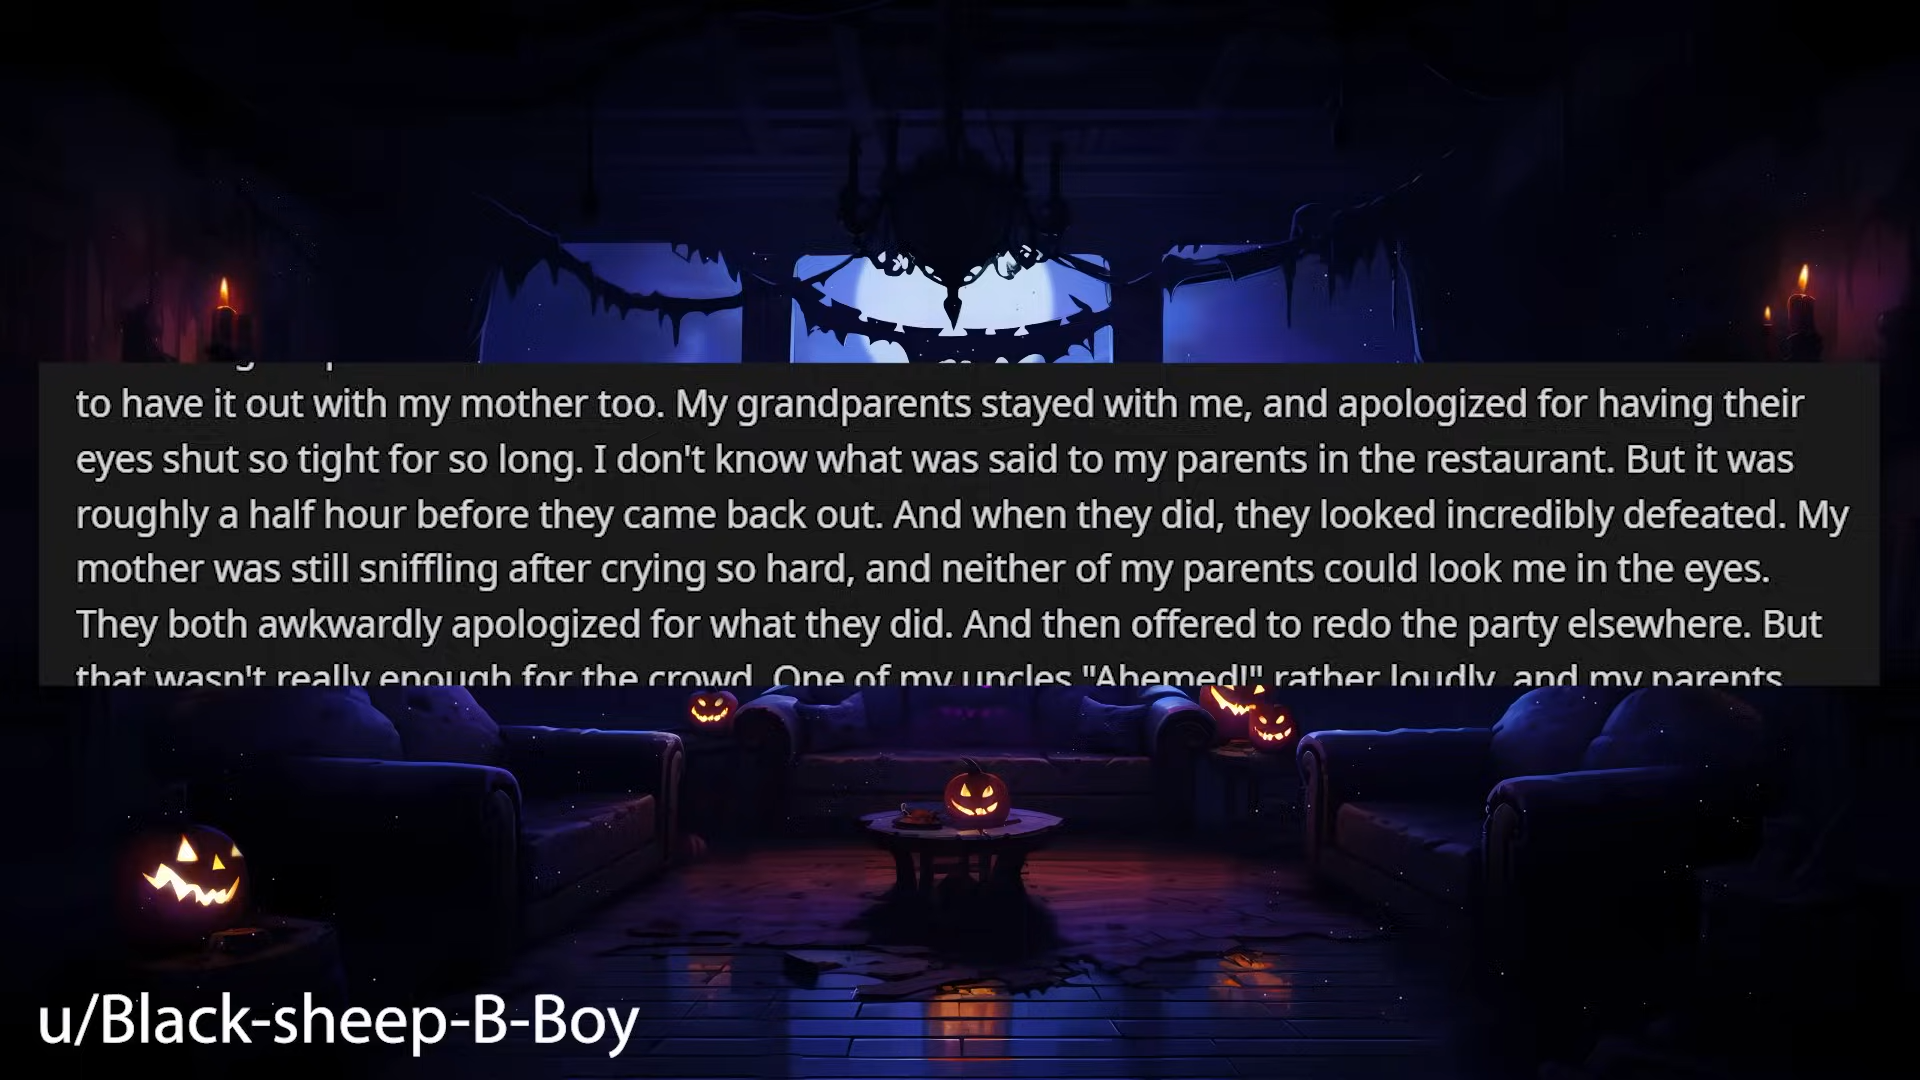 to have it out with my mother too. My grandparents stayed with me, and apologized for having their
eyes shut so tight for so long. I don't know what was said to my parents in the restaurant. But it was
roughly a half hour before they came back out. And when they did, they looked incredibly defeated. My
mother was still sniffling after crying so hard, and neither of my parents could look me in the eyes.
They both awkwardly apologized for what they did. And then offered to redo the party elsewhere. But
that wasn't really enough for the crowd. One of my uncles "Ahemed!" rather loudly, and my parents
u/Black-sheep-B-Boy